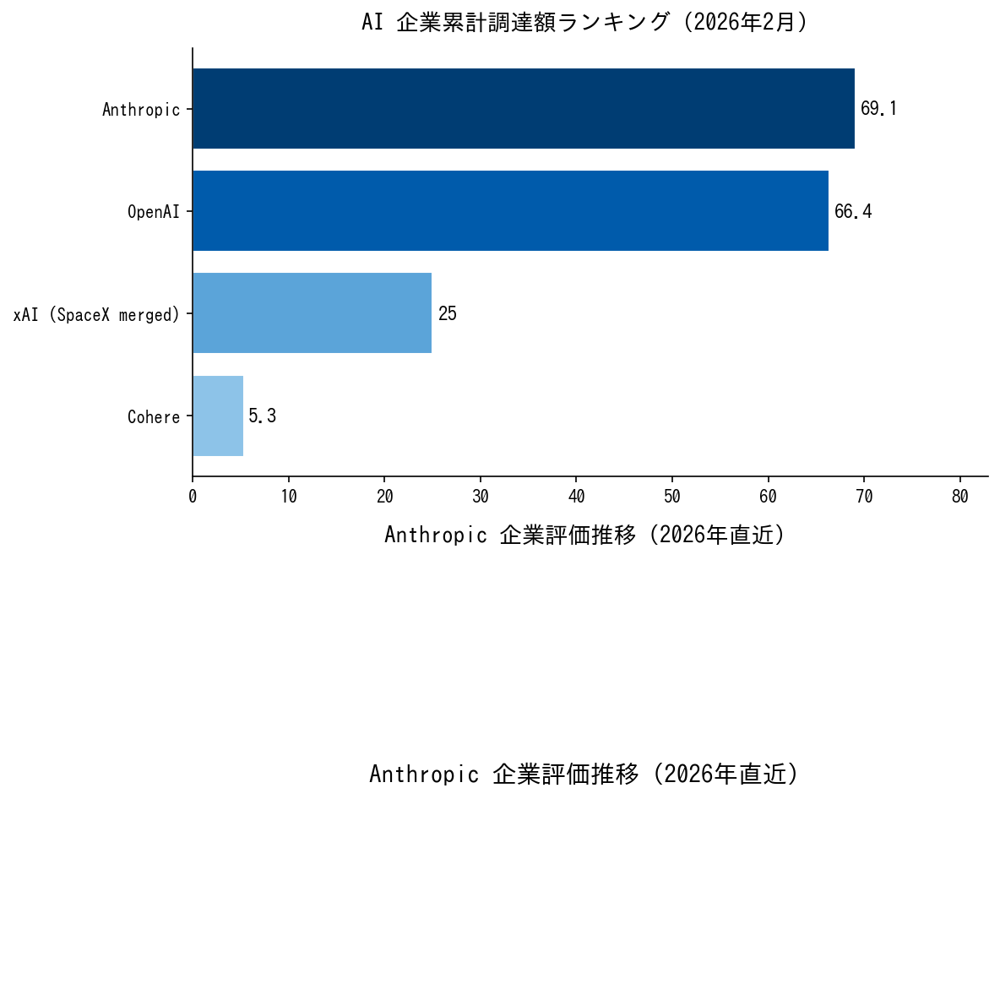 AI 企業累計調達額ランキング (2026年2月)
Anthropic 69.1
OpenAI 66.4
xAI (SpaceX merged) 25
Cohere 5.3
0 10 20 30 40 50 60 70 80
Anthropic 企業評価推移 (2026年直近)
Anthropic 企業評価推移 (2026年直近)